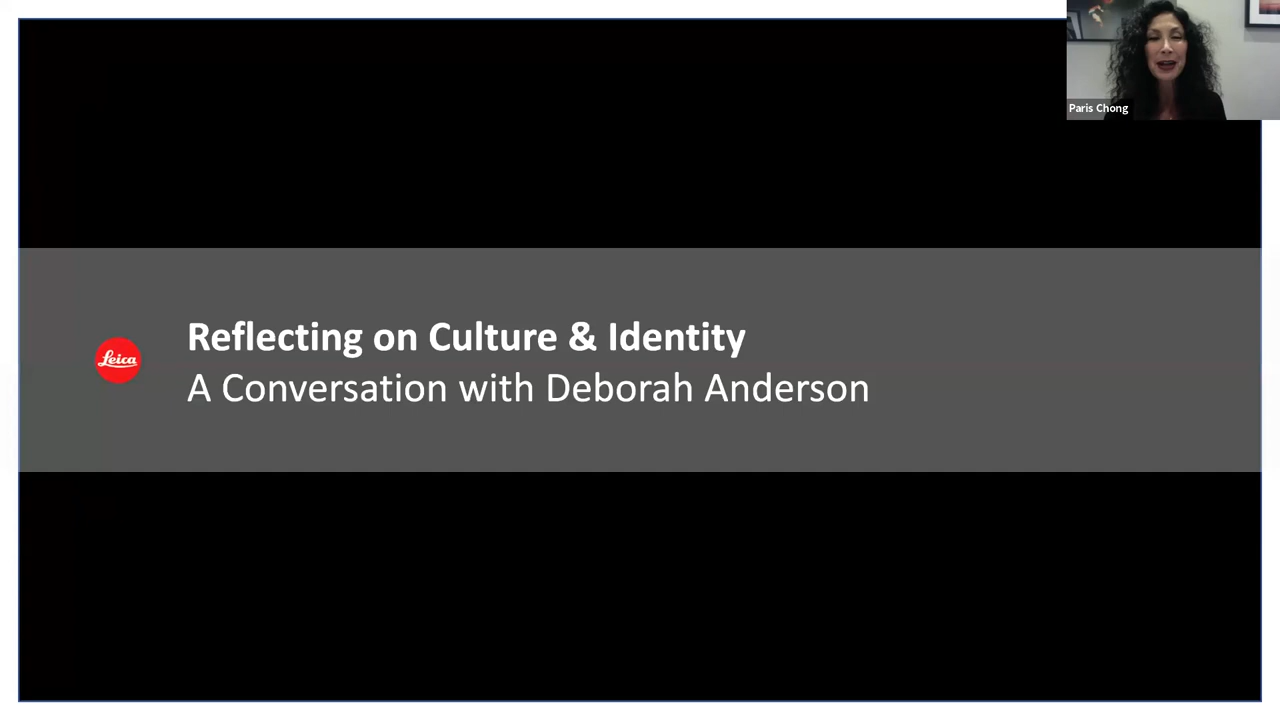 Paris Chong
Leica
Reflecting on Culture & Identity
A Conversation with Deborah Anderson